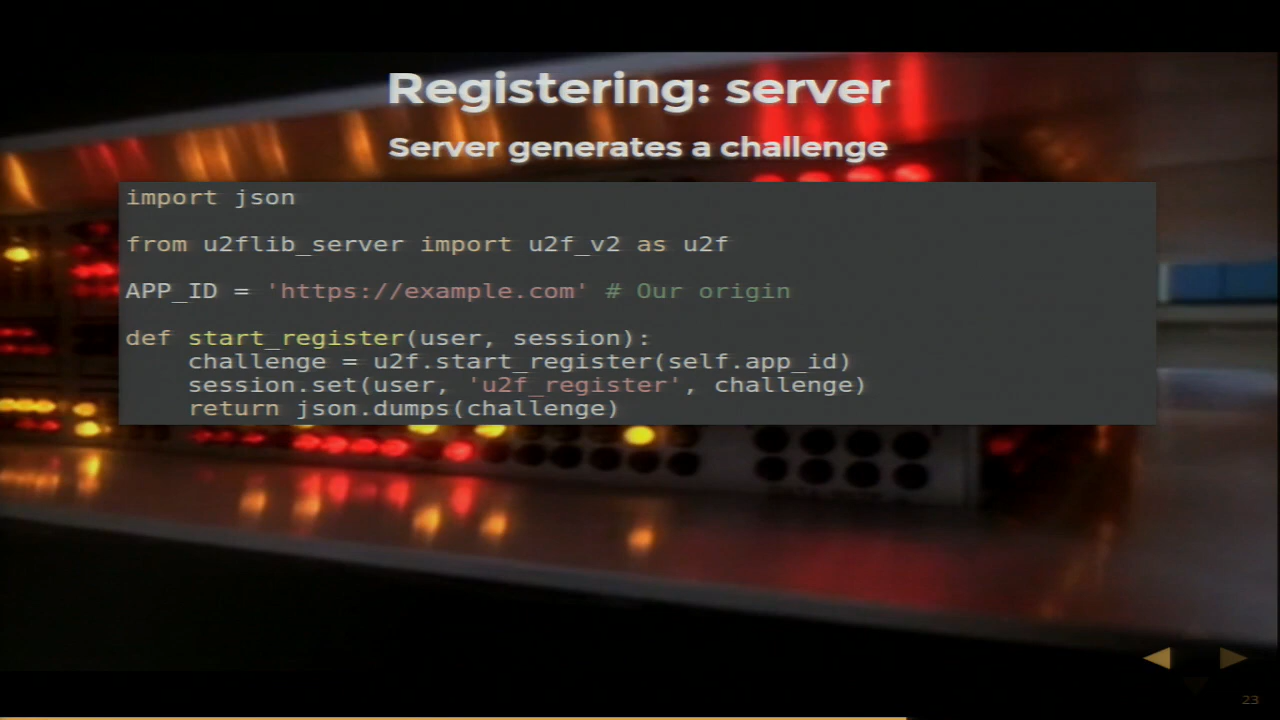 Registering: server
Server generates a challenge
import json
from u2flib_server import u2f_v2 as u2f
APP_ID = 'https://example.com' # Our origin
def start_register(user, session):
    challenge = u2f.start_register(self.app_id)
    session.set(user, 'u2f_register', challenge)
    return json.dumps(challenge)
23